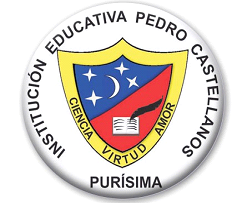 INSTITUCIÓN EDUCATIVA PEDRO CASTELLANOS
CIENCIA VIRTUD AMOR
PURÍSIMA